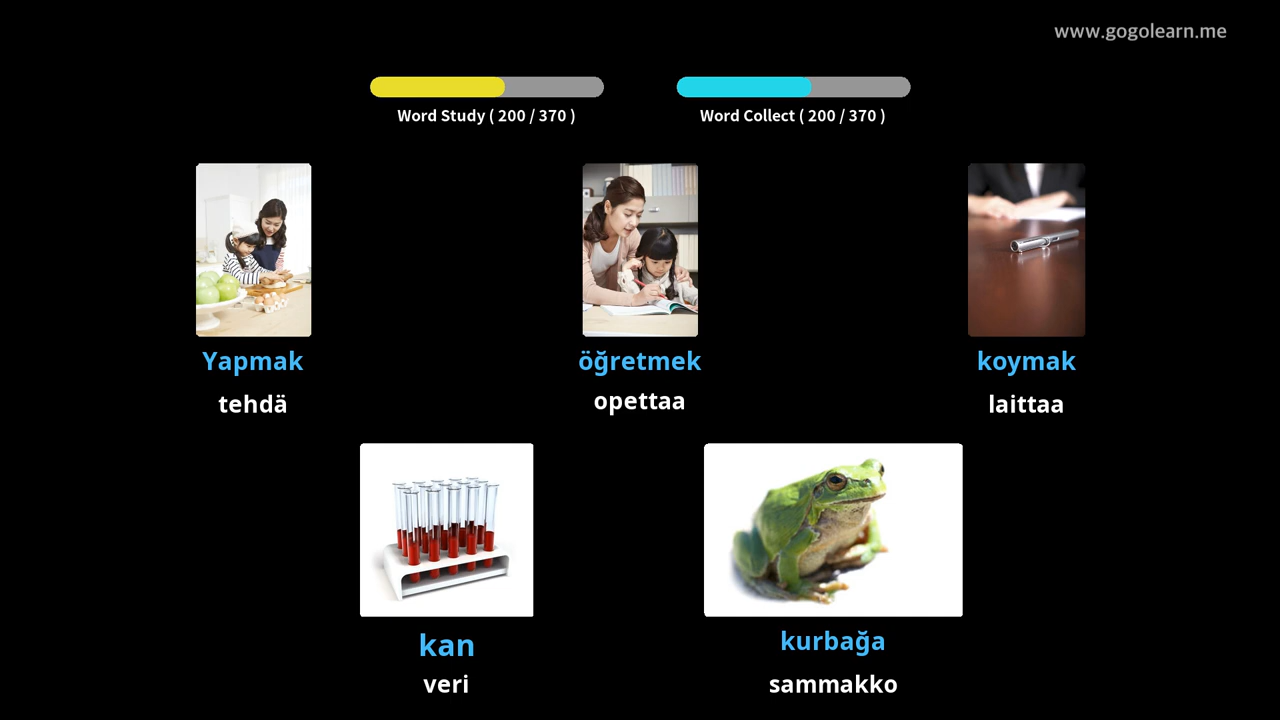 www.gogolearn.me
Word Study ( 200 / 370 )
Word Collect ( 200 / 370 )
Yapmak
tehdä
öğretmek
opettaa
koymak
laittaa
kan
veri
kurbağa
sammakko